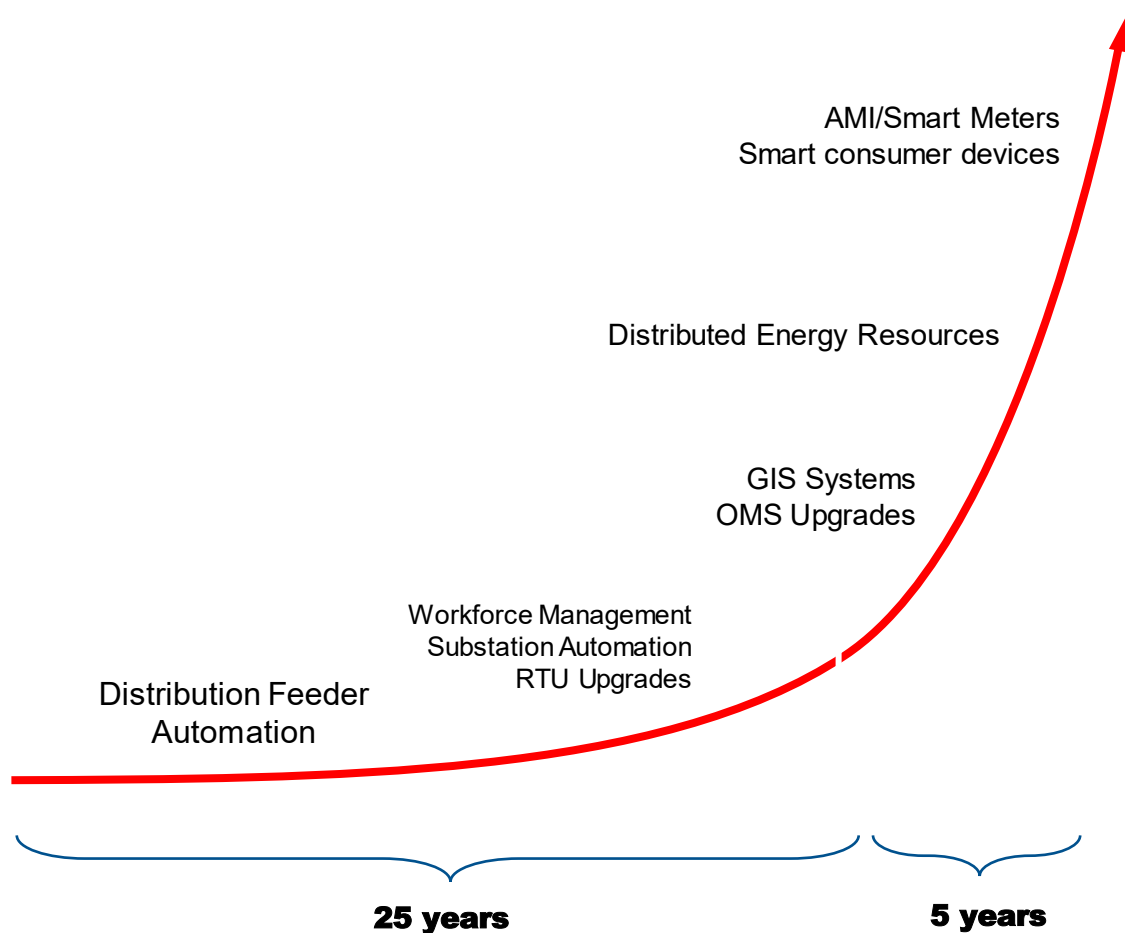 AMI/Smart Meters
Smart consumer devices
Distributed Energy Resources
GIS Systems
OMS Upgrades
Workforce Management
Substation Automation
RTU Upgrades
Distribution Feeder
Automation
25 years
5 years